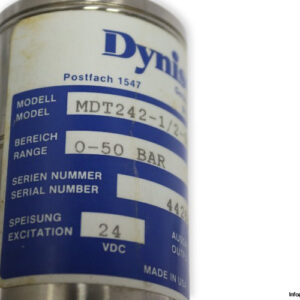 Dynis
Postfach 1547
MODELL
MODEL
MDT242-1/2-
BEREICH
RANGE
0-50 BAR
SERIEN NUMMER
SERIAL NUMBER
442
SPEISUNG
EXCITATION
24
VDC
MADE IN U.S.